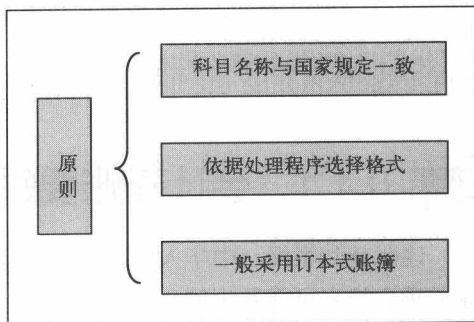 科目名称与国家规定一致
原则
依据处理程序选择格式
一般采用订本式账簿